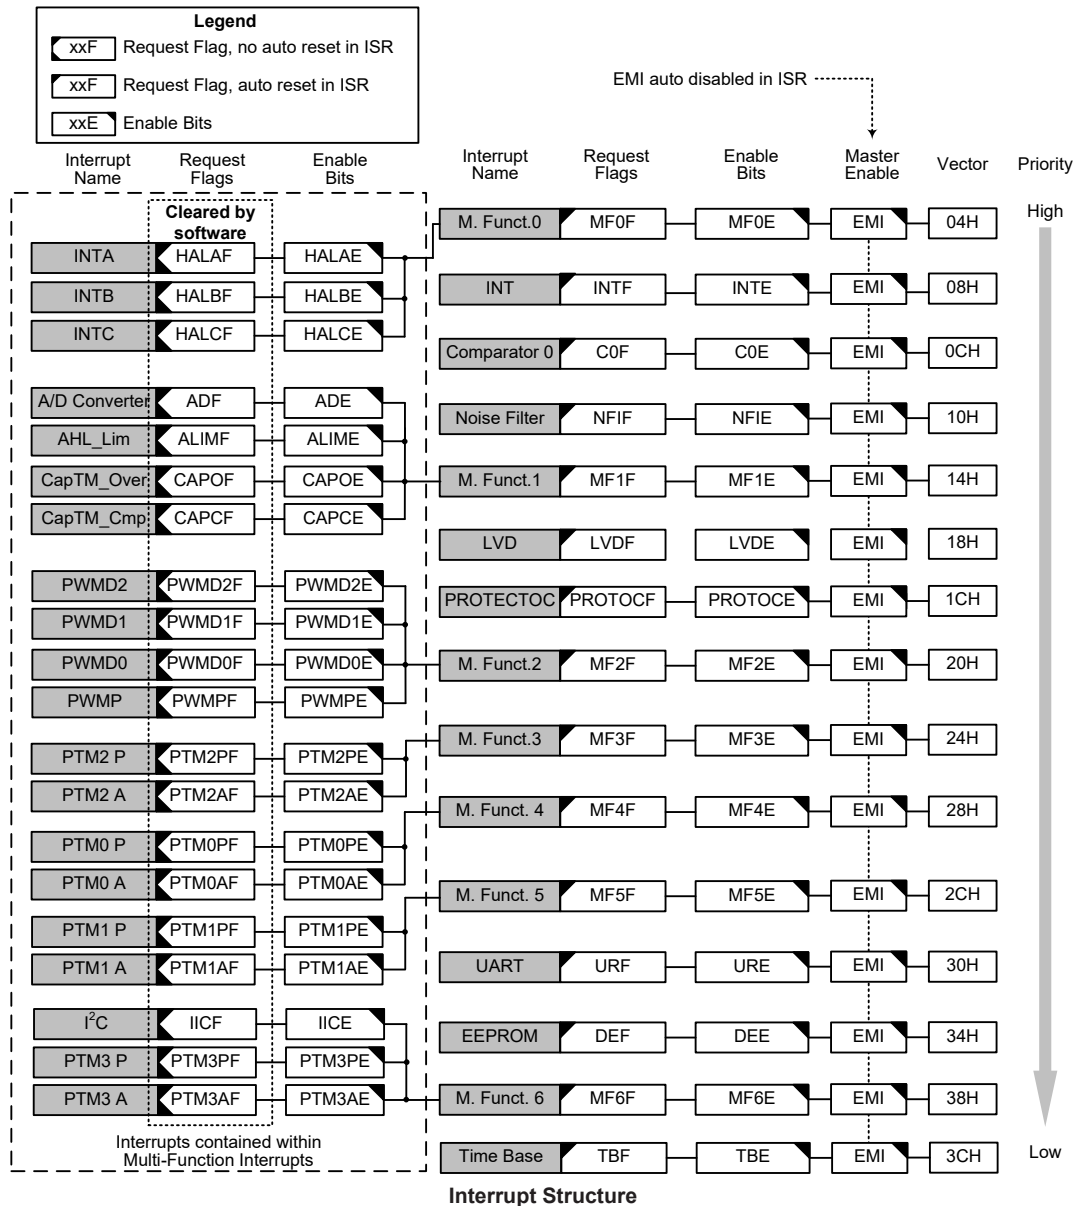 Legend
xxF Request Flag, no auto reset in ISR
xxF Request Flag, auto reset in ISR
xxE Enable Bits
EMI auto disabled in ISR
Interrupt Name Request Flags Enable Bits
Cleared by software
INTA HALAF HALAE
INTB HALBF HALBE
INTC HALCF HALCE
A/D Converter ADF ADE
AHL_Lim ALIMF ALIME
CapTM_Over CAPOF CAPOE
CapTM_Cmp CAPCF CAPCE
PWMD2 PWMD2F PWMD2E
PWMD1 PWMD1F PWMD1E
PWMD0 PWMD0F PWMD0E
PWMP PWMPF PWMPE
PTM2 P PTM2PF PTM2PE
PTM2 A PTM2AF PTM2AE
PTM0 P PTM0PF PTM0PE
PTM0 A PTM0AF PTM0AE
PTM1 P PTM1PF PTM1PE
PTM1 A PTM1AF PTM1AE
I²C IICF IICE
PTM3 P PTM3PF PTM3PE
PTM3 A PTM3AF PTM3AE
Interrupts contained within
Multi-Function Interrupts
Interrupt Name Request Flags Enable Bits Master Enable Vector Priority
M. Funct.0 MF0F MF0E EMI 04H High
INT INTF INTE EMI 08H
Comparator 0 C0F C0E EMI 0CH
Noise Filter NFIF NFIE EMI 10H
M. Funct.1 MF1F MF1E EMI 14H
LVD LVDF LVDE EMI 18H
PROTECTOC PROTOCF PROTOCE EMI 1CH
M. Funct.2 MF2F MF2E EMI 20H
M. Funct.3 MF3F MF3E EMI 24H
M. Funct. 4 MF4F MF4E EMI 28H
M. Funct. 5 MF5F MF5E EMI 2CH
UART URF URE EMI 30H
EEPROM DEF DEE EMI 34H
M. Funct. 6 MF6F MF6E EMI 38H
Time Base TBF TBE EMI 3CH Low
Interrupt Structure